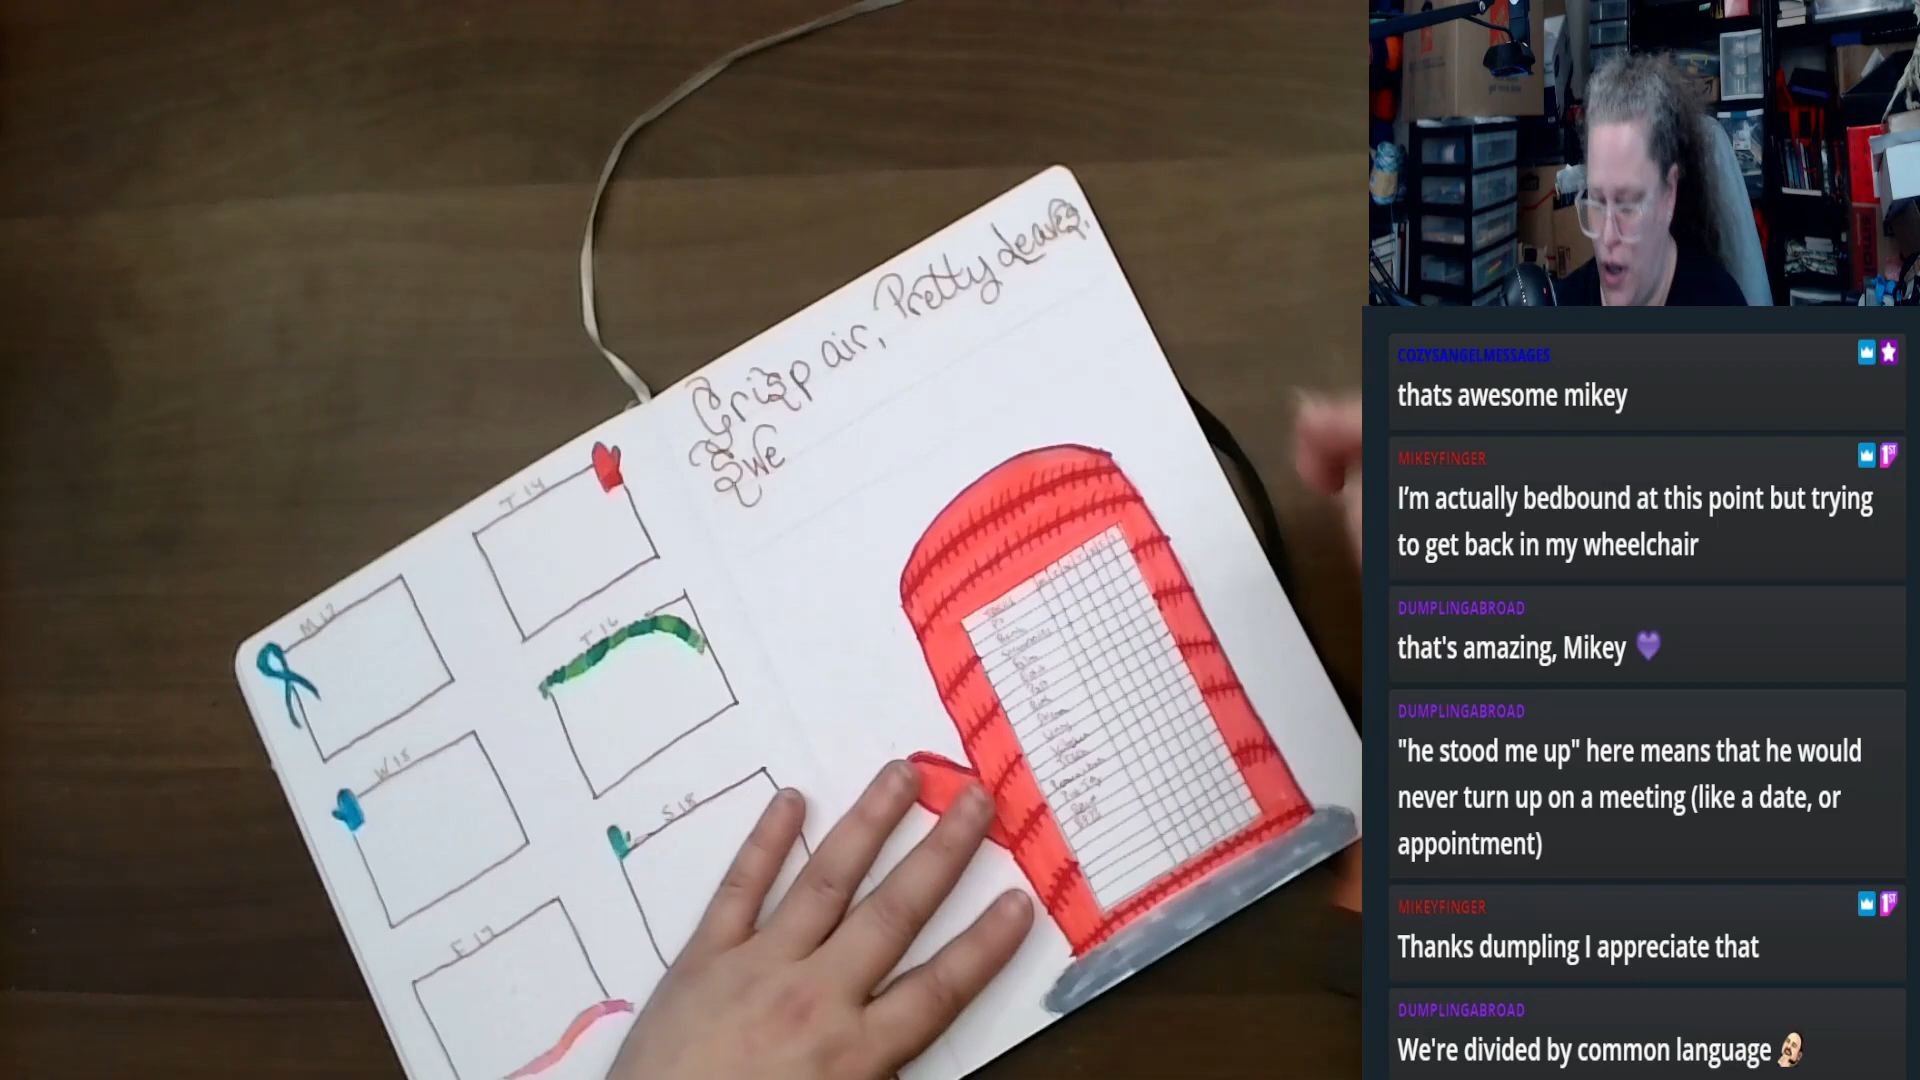 Crisp air, Pretty Leaves,
Swe
M 12
T 14
W 15
T 16
F 17
S 18
COZYSANGELMESSAGES
thats awesome mikey
MIKEYFINGER
I'm actually bedbound at this point but trying
to get back in my wheelchair
DUMPLINGABROAD
that's amazing, Mikey 💜
DUMPLINGABROAD
"he stood me up" here means that he would
never turn up on a meeting (like a date, or
appointment)
MIKEYFINGER
Thanks dumpling I appreciate that
DUMPLINGABROAD
We're divided by common language